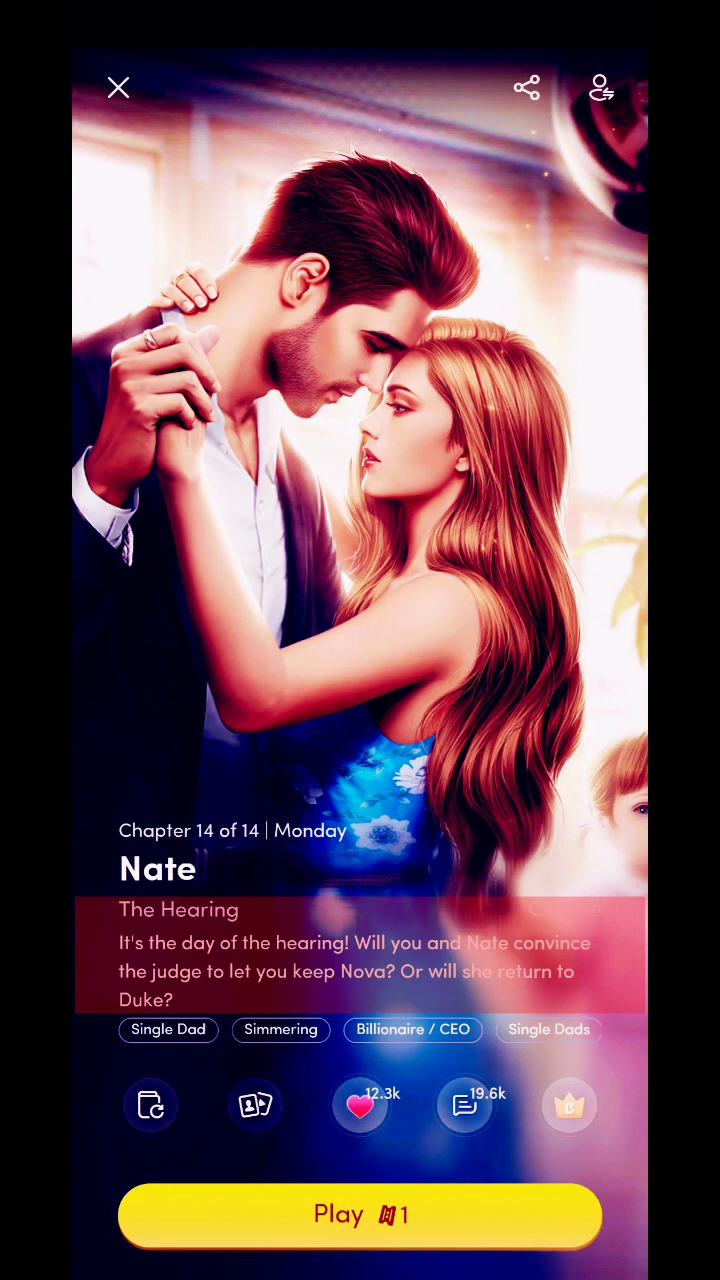 Chapter 14 of 14 | Monday
Nate
The Hearing
It's the day of the hearing! Will you and Nate convince
the judge to let you keep Nova? Or will she return to
Duke?
Single Dad Simmering Billionaire / CEO Single Dads
12.3k 19.6k
Play 1